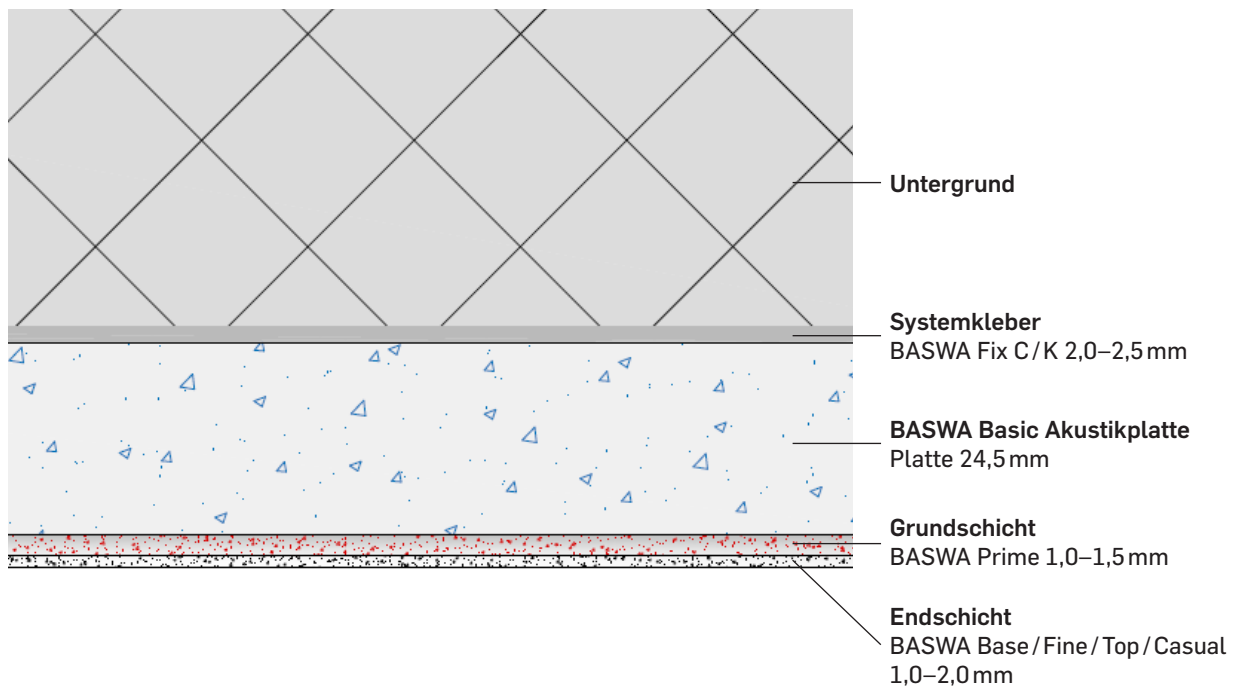 Untergrund
Systemkleber
BASWA Fix C / K 2,0–2,5 mm
BASWA Basic Akustikplatte
Platte 24,5 mm
Grundschicht
BASWA Prime 1,0–1,5 mm
Endschicht
BASWA Base / Fine / Top / Casual
1,0–2,0 mm